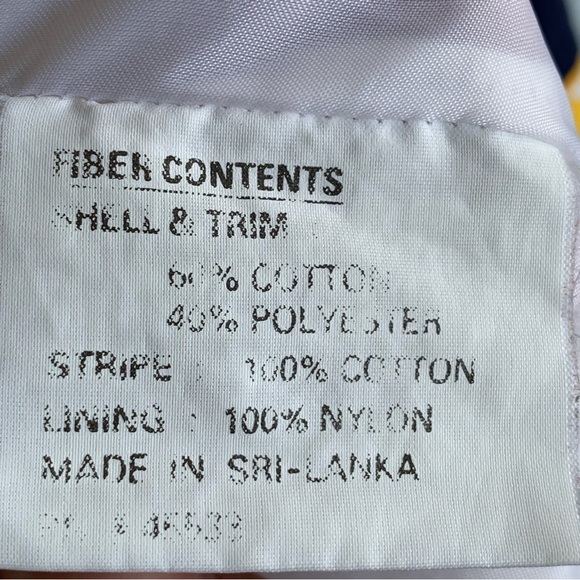 FIBER CONTENTS
SHELL & TRIM :
60% COTTON
40% POLYESTER
STRIPE : 100% COTTON
LINING : 100% NYLON
MADE IN SRI-LANKA